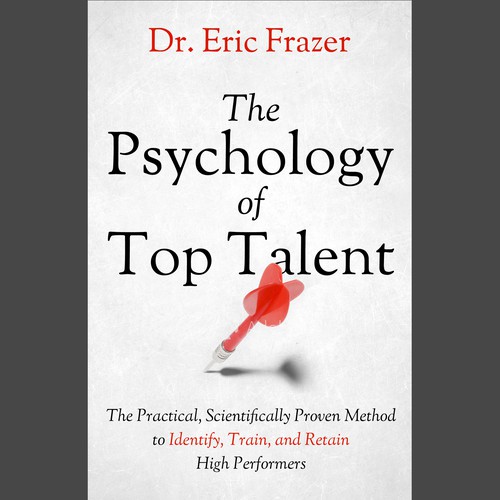 Dr. Eric Frazer
The
Psychology
of
Top Talent
The Practical, Scientifically Proven Method
to Identify, Train, and Retain
High Performers